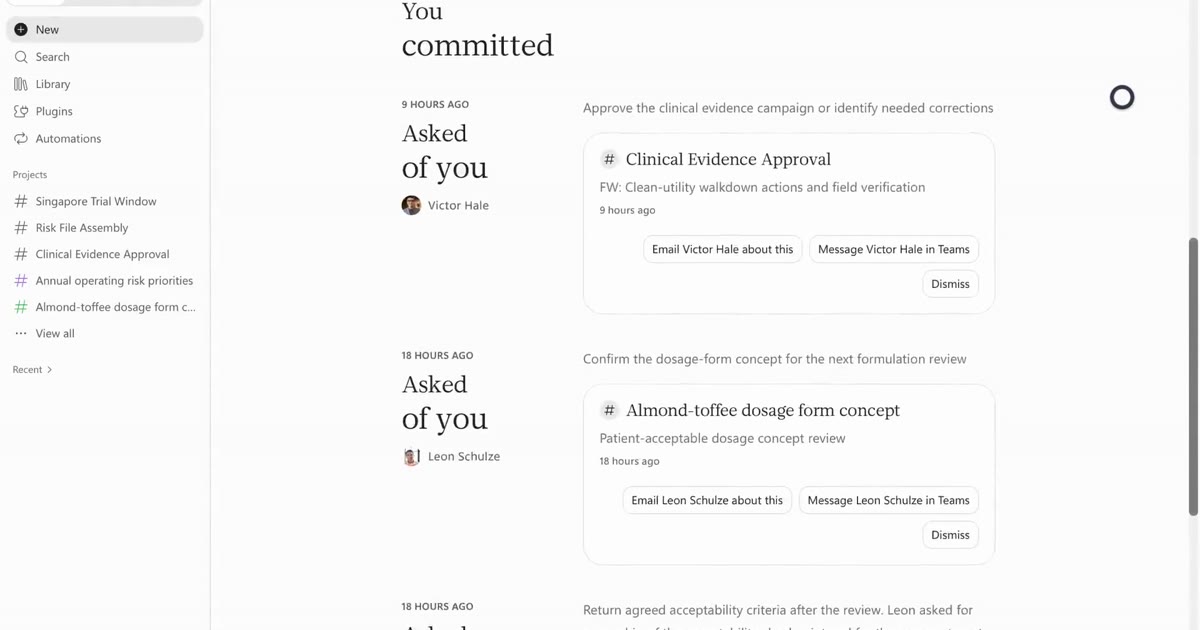 New
Search
Library
Plugins
Automations
Projects
# Singapore Trial Window
# Risk File Assembly
# Clinical Evidence Approval
# Annual operating risk priorities
# Almond-toffee dosage form c...
··· View all
Recent >
You
committed
9 HOURS AGO
Asked
of you
Victor Hale
Approve the clinical evidence campaign or identify needed corrections
# Clinical Evidence Approval
FW: Clean-utility walkdown actions and field verification
9 hours ago
Email Victor Hale about this
Message Victor Hale in Teams
Dismiss
18 HOURS AGO
Asked
of you
Leon Schulze
Confirm the dosage-form concept for the next formulation review
# Almond-toffee dosage form concept
Patient-acceptable dosage concept review
18 hours ago
Email Leon Schulze about this
Message Leon Schulze in Teams
Dismiss
18 HOURS AGO
Return agreed acceptability criteria after the review. Leon asked for